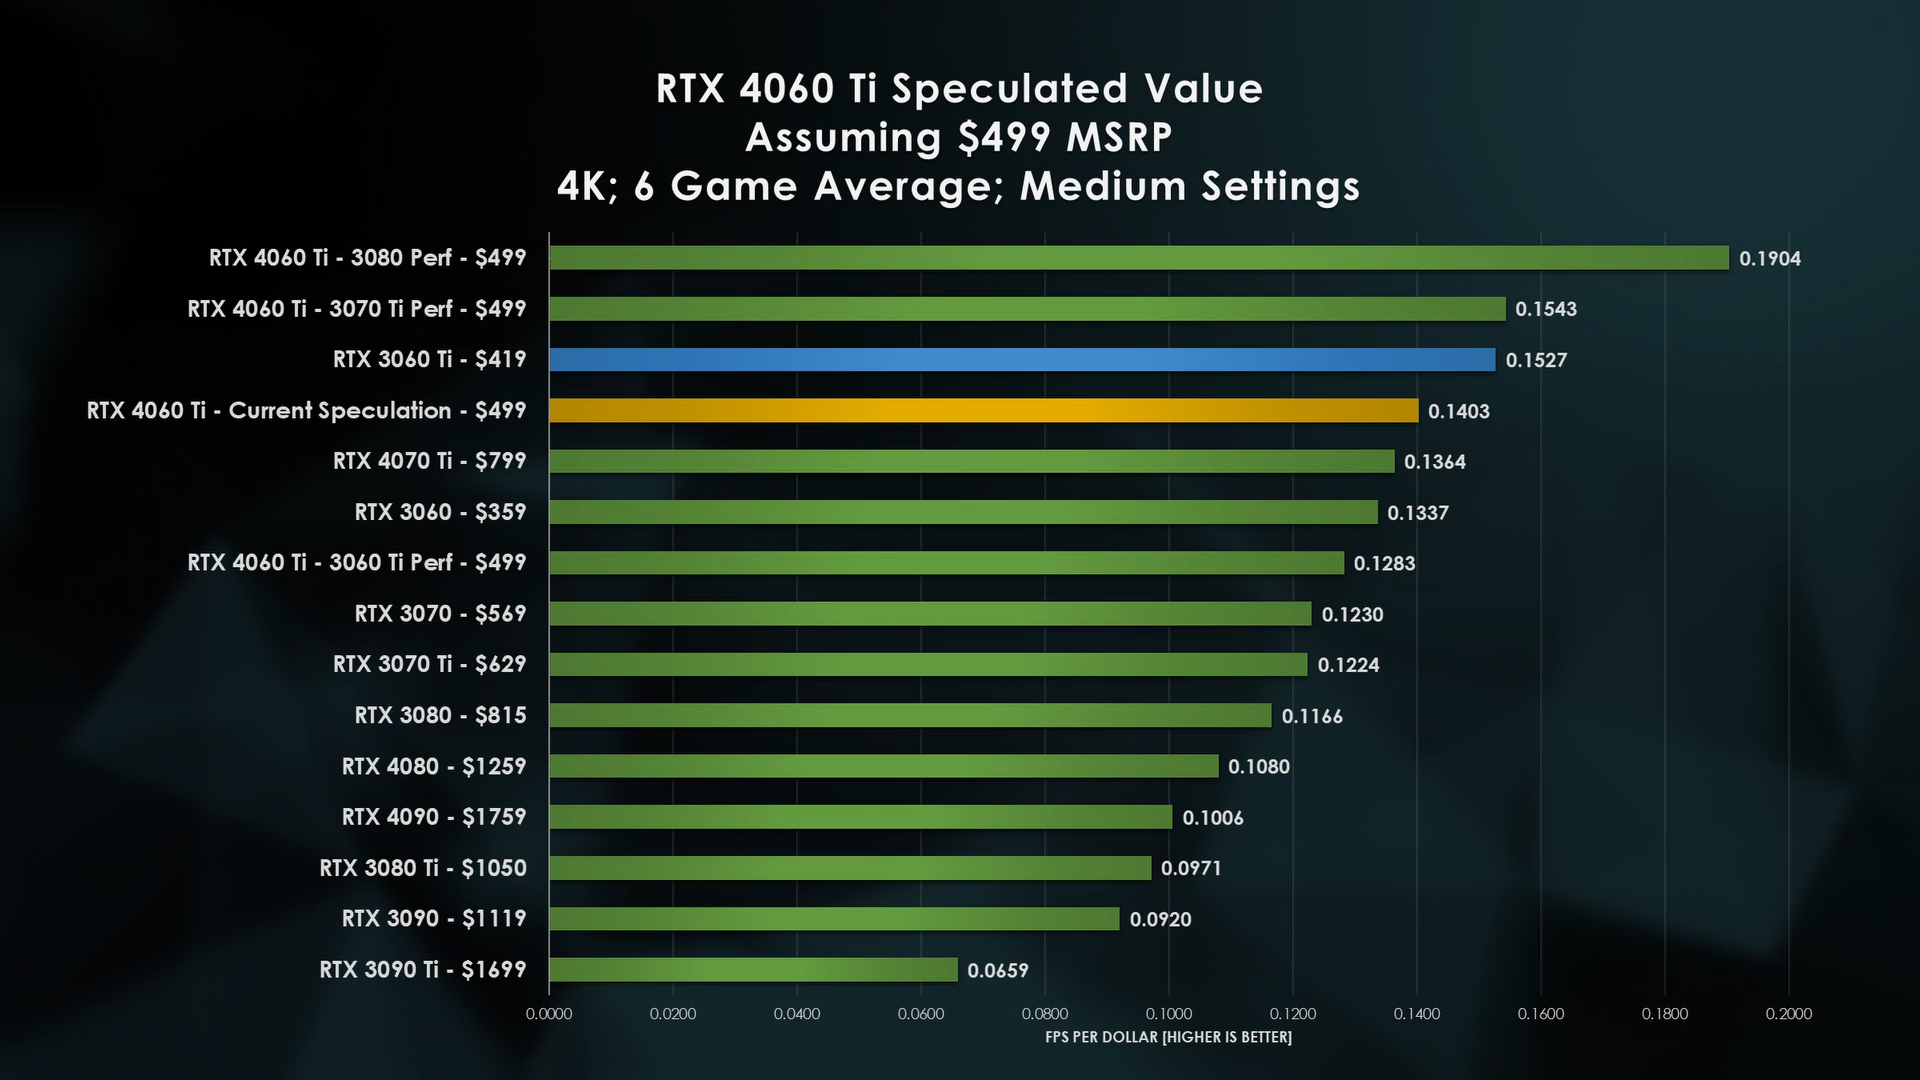 RTX 4060 Ti Speculated Value
Assuming $499 MSRP
4K; 6 Game Average; Medium Settings
RTX 4060 Ti - 3080 Perf - $499 0.1904
RTX 4060 Ti - 3070 Ti Perf - $499 0.1543
RTX 3060 Ti - $419 0.1527
RTX 4060 Ti - Current Speculation - $499 0.1403
RTX 4070 Ti - $799 0.1364
RTX 3060 - $359 0.1337
RTX 4060 Ti - 3060 Ti Perf - $499 0.1283
RTX 3070 - $569 0.1230
RTX 3070 Ti - $629 0.1224
RTX 3080 - $815 0.1166
RTX 4080 - $1259 0.1080
RTX 4090 - $1759 0.1006
RTX 3080 Ti - $1050 0.0971
RTX 3090 - $1119 0.0920
RTX 3090 Ti - $1699 0.0659
0.0000 0.0200 0.0400 0.0600 0.0800 0.1000 0.1200 0.1400 0.1600 0.1800 0.2000
FPS PER DOLLAR [HIGHER IS BETTER]